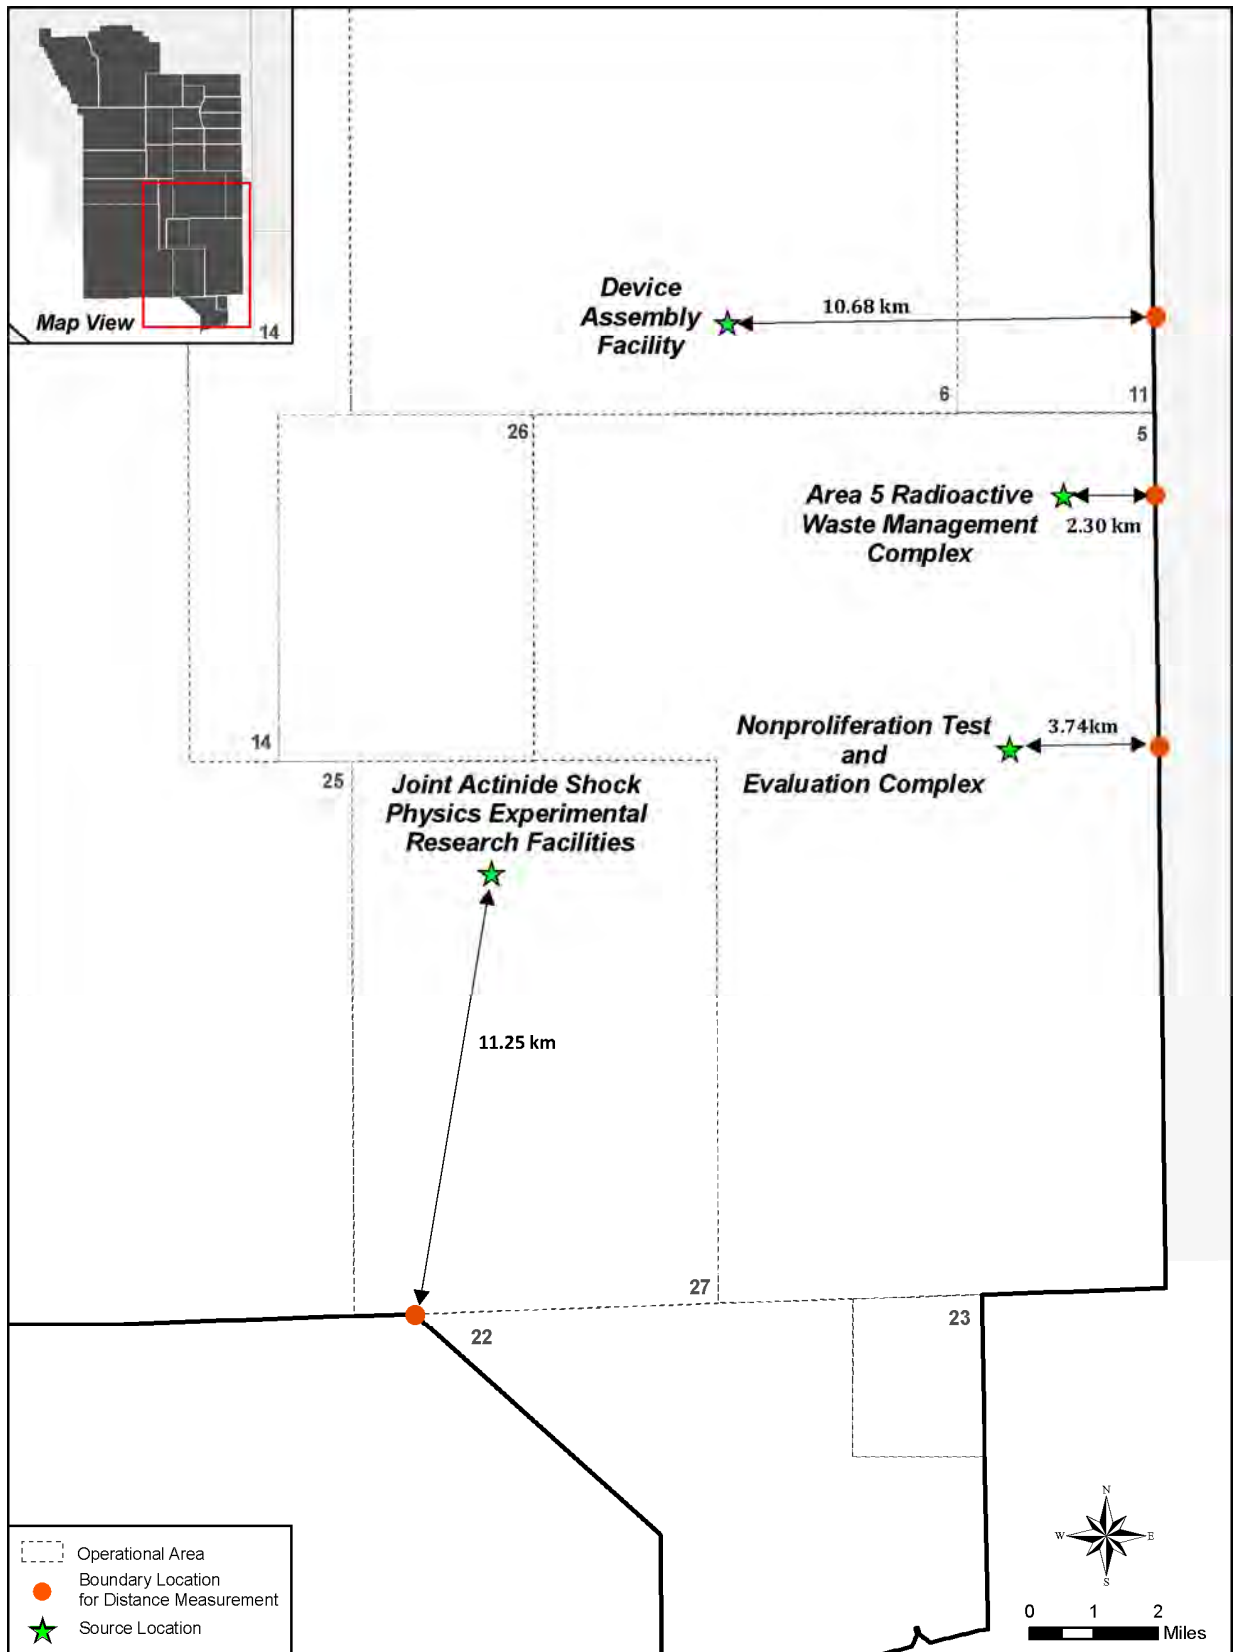 Map View
14
Device
Assembly
Facility
10.68 km
6
11
26
5
Area 5 Radioactive
Waste Management
Complex
2.30 km
Nonproliferation Test
and
Evaluation Complex
3.74km
14
25
Joint Actinide Shock
Physics Experimental
Research Facilities
11.25 km
27
22
23
Operational Area
Boundary Location
for Distance Measurement
Source Location
N
W
E
S
0 1 2
Miles